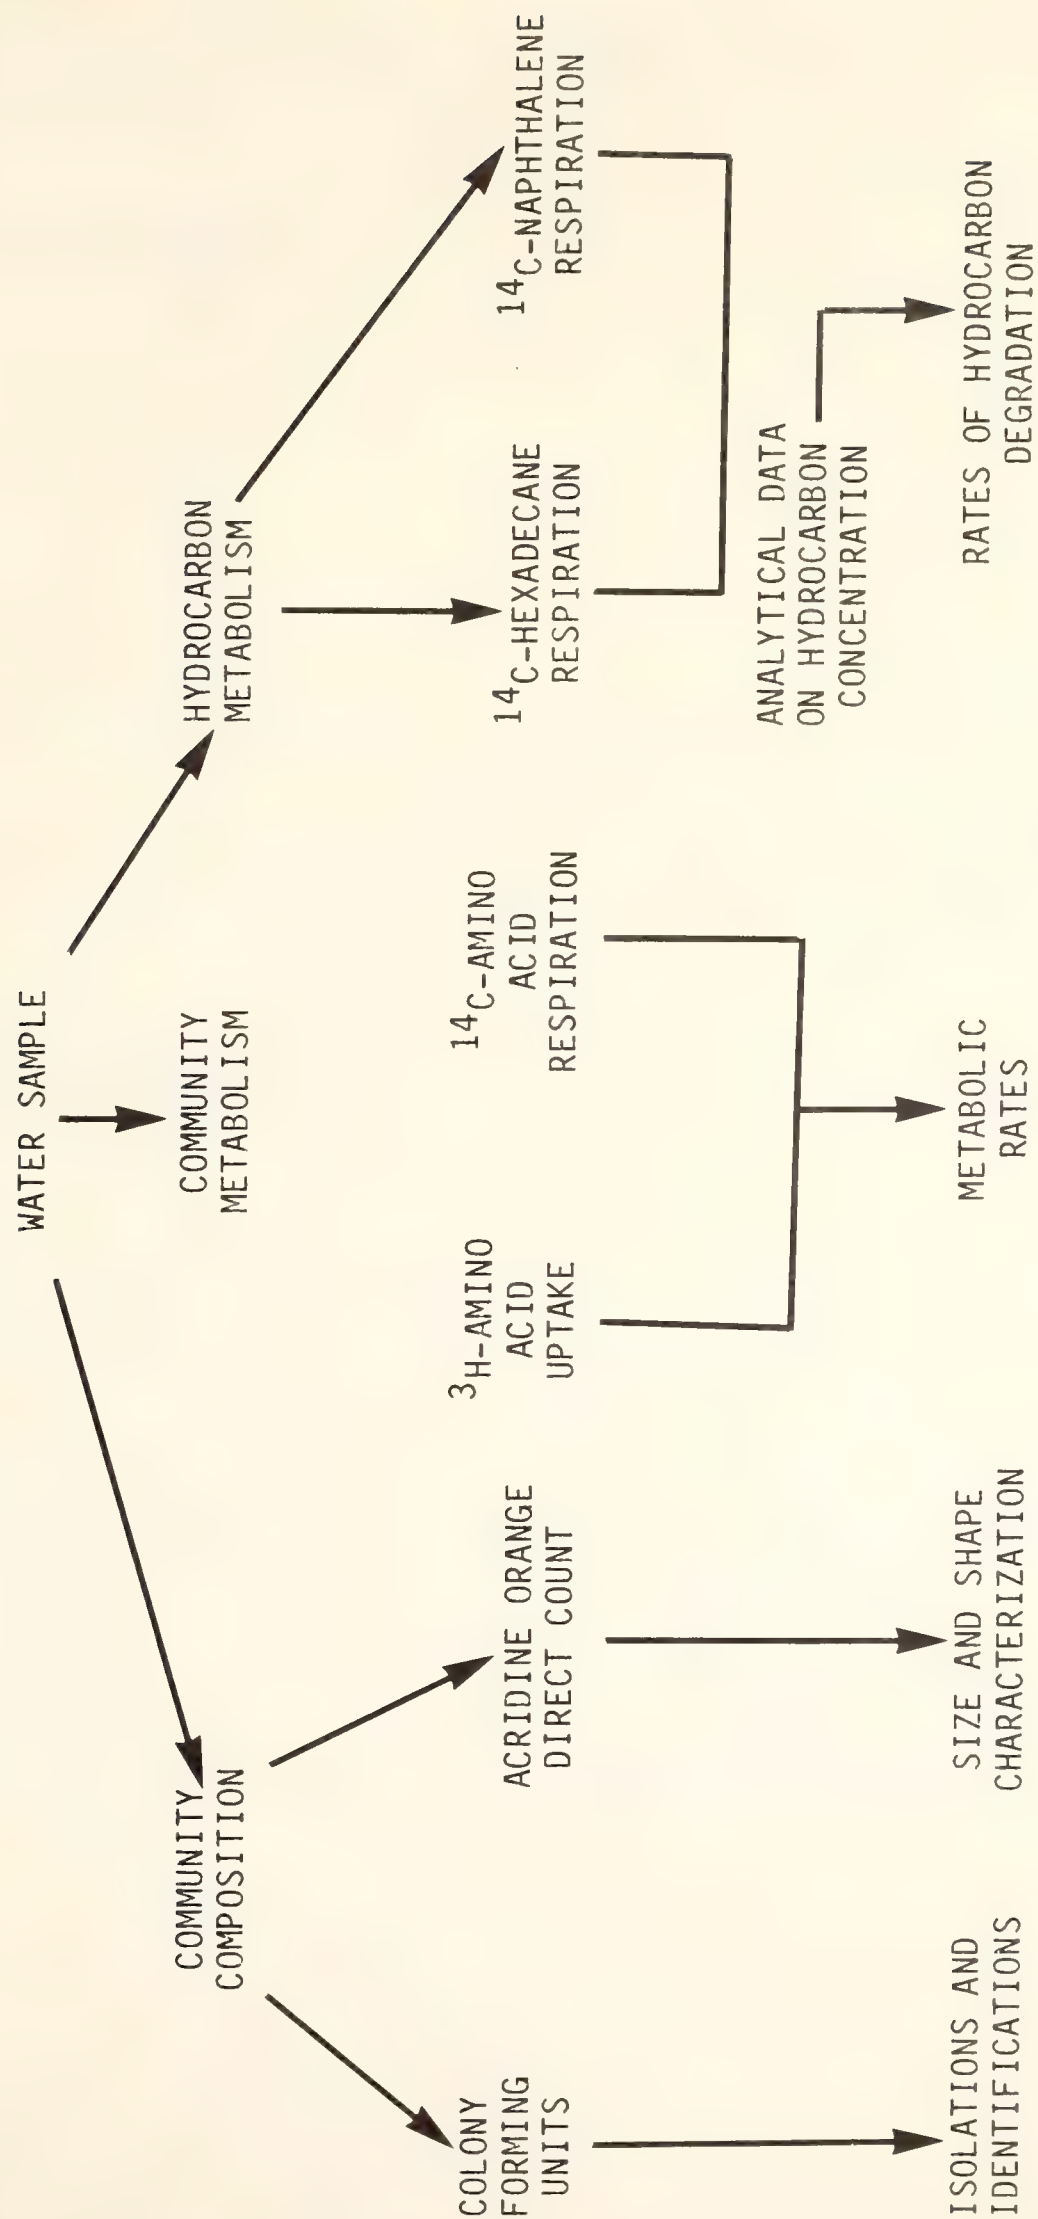 WATER SAMPLE
COMMUNITY
COMPOSITION
COMMUNITY
METABOLISM
HYDROCARBON
METABOLISM
COLONY
FORMING
UNITS
ACRIDINE ORANGE
DIRECT COUNT
³H-AMINO
ACID
UPTAKE
¹⁴C-AMINO
ACID
RESPIRATION
¹⁴C-HEXADECANE
RESPIRATION
¹⁴C-NAPHTHALENE
RESPIRATION
ANALYTICAL DATA
ON HYDROCARBON
CONCENTRATION
ISOLATIONS AND
IDENTIFICATIONS
SIZE AND SHAPE
CHARACTERIZATION
METABOLIC
RATES
RATES OF HYDROCARBON
DEGRADATION